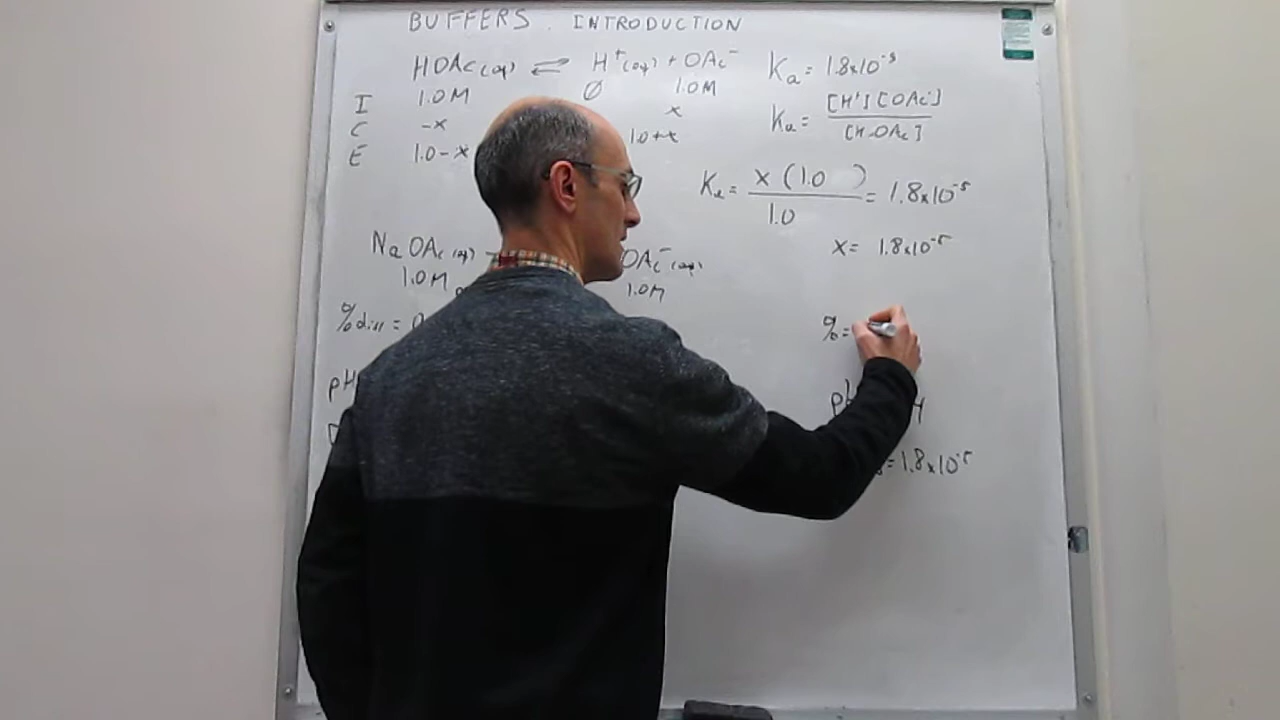 BUFFERS. INTRODUCTION
HOAc(aq) ⇌ H⁺(aq) + OAc⁻ Ka = 1.8x10⁻⁵
I 1.0M Ø 1.0M
Ka = [H⁺][OAc⁻] / [HOAc]
C -x x
E 1.0-x 1.0+x
Ka = x(1.0 ) / 1.0 = 1.8x10⁻⁵
x = 1.8x10⁻⁵
NaOAc(aq) OAc⁻(aq)
1.0M 1.0M
%diss =
% =
pH
= 1.8x10⁻⁵